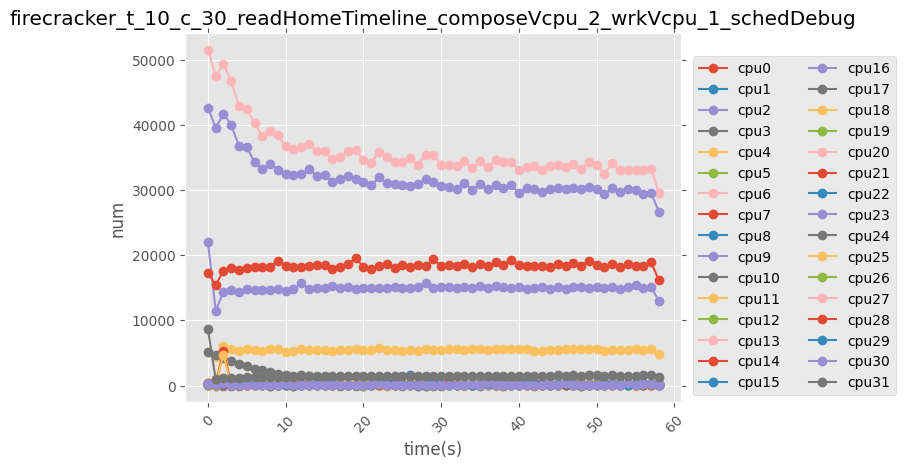 firecracker_t_10_c_30_readHomeTimeline_composeVcpu_2_wrkVcpu_1_schedDebug
50000
40000
30000
20000
10000
0
num
0
10
20
30
40
50
60
time(s)
cpu0
cpu1
cpu2
cpu3
cpu4
cpu5
cpu6
cpu7
cpu8
cpu9
cpu10
cpu11
cpu12
cpu13
cpu14
cpu15
cpu16
cpu17
cpu18
cpu19
cpu20
cpu21
cpu22
cpu23
cpu24
cpu25
cpu26
cpu27
cpu28
cpu29
cpu30
cpu31